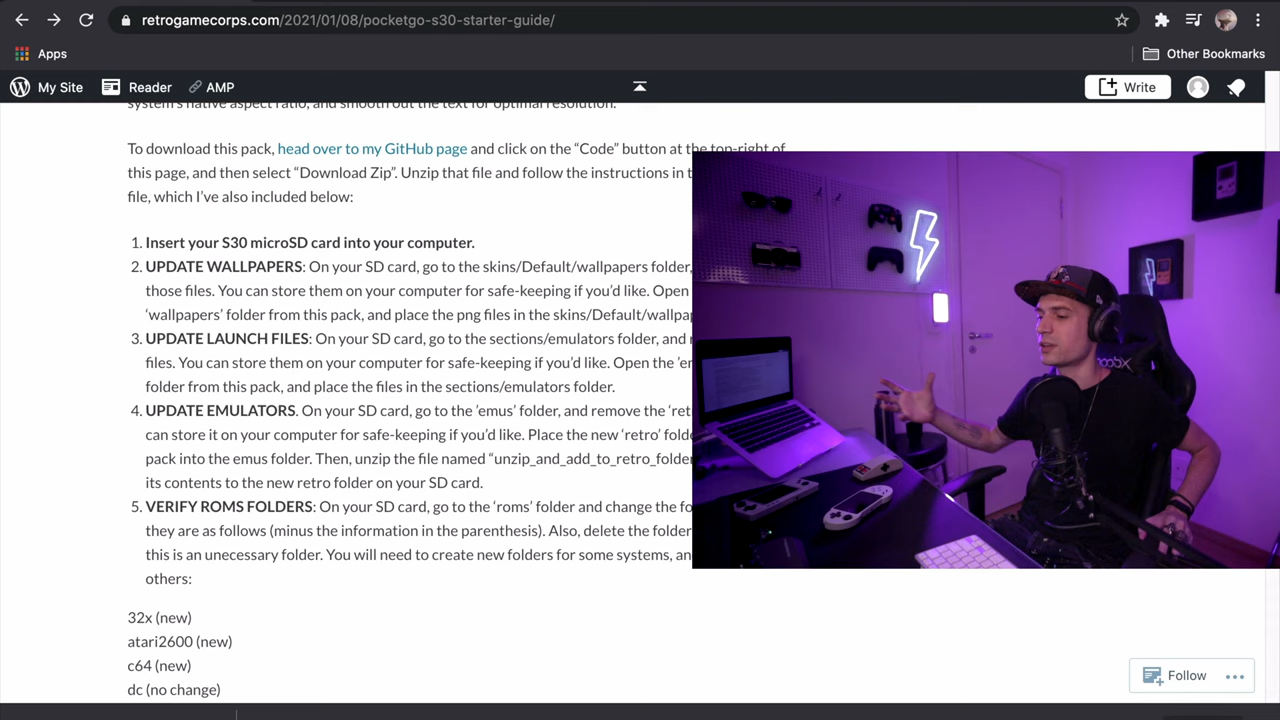 retrogamecorps.com/2021/01/08/pocketgo-s30-starter-guide/
Apps
Other Bookmarks
My Site
Reader
AMP
Write
system's native aspect ratio, and smooth out the text for optimal resolution.
To download this pack, head over to my GitHub page and click on the “Code” button at the top-right of
this page, and then select “Download Zip”. Unzip that file and follow the instructions in t
file, which I’ve also included below:
1. Insert your S30 microSD card into your computer.
2. UPDATE WALLPAPERS: On your SD card, go to the skins/Default/wallpapers folder,
those files. You can store them on your computer for safe-keeping if you’d like. Open
‘wallpapers’ folder from this pack, and place the png files in the skins/Default/wallpap
3. UPDATE LAUNCH FILES: On your SD card, go to the sections/emulators folder, and r
files. You can store them on your computer for safe-keeping if you’d like. Open the ’em
folder from this pack, and place the files in the sections/emulators folder.
4. UPDATE EMULATORS. On your SD card, go to the ’emus’ folder, and remove the ‘ret
can store it on your computer for safe-keeping if you’d like. Place the new ‘retro’ folde
pack into the emus folder. Then, unzip the file named “unzip_and_add_to_retro_folder
its contents to the new retro folder on your SD card.
5. VERIFY ROMS FOLDERS: On your SD card, go to the ‘roms’ folder and change the fo
they are as follows (minus the information in the parenthesis). Also, delete the folder
this is an unecessary folder. You will need to create new folders for some systems, an
others:
32x (new)
atari2600 (new)
c64 (new)
dc (no change)
Follow